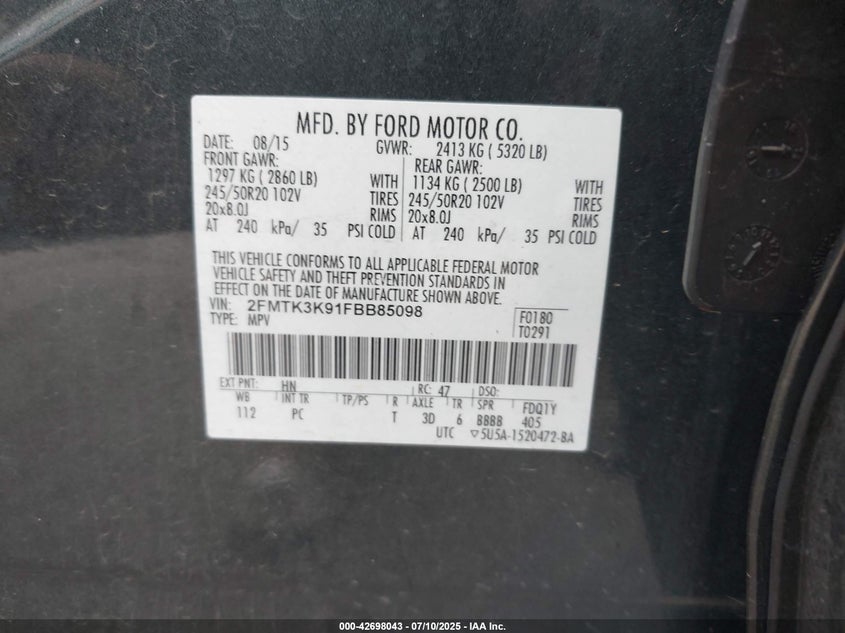 MFD. BY FORD MOTOR CO.
DATE: 08/15 GVWR: 2413 KG ( 5320 LB)
FRONT GAWR: REAR GAWR:
1297 KG ( 2860 LB) WITH 1134 KG ( 2500 LB) WITH
245/50R20 102V TIRES 245/50R20 102V TIRES
20x8.0J RIMS 20x8.0J RIMS
AT 240 kPa/ 35 PSI COLD AT 240 kPa/ 35 PSI COLD
THIS VEHICLE CONFORMS TO ALL APPLICABLE FEDERAL MOTOR
VEHICLE SAFETY AND THEFT PREVENTION STANDARDS IN
EFFECT ON THE DATE OF MANUFACTURE SHOWN ABOVE.
VIN: 2FMTK3K91FBB85098 F0180
TYPE: MPV T0291
EXT PNT: HN RC: 47 DSO:
WB INT TR TP/PS R AXLE TR SPR FDQ1Y
112 PC T 3D 6 BBBB 405
UTC ▽5U5A-1520472-BA
000-42698043 / 07/10/2025 - IAA Inc.